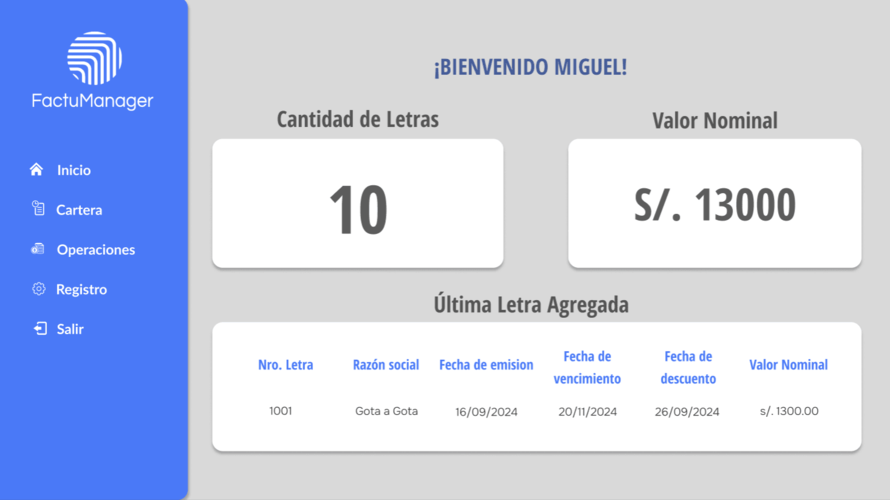 FactuManager
Inicio
Cartera
Operaciones
Registro
Salir
¡BIENVENIDO MIGUEL!
Cantidad de Letras
10
Valor Nominal
S/. 13000
Última Letra Agregada
Nro. Letra Razón social Fecha de emision Fecha de vencimiento Fecha de descuento Valor Nominal
1001 Gota a Gota 16/09/2024 20/11/2024 26/09/2024 s/. 1300.00